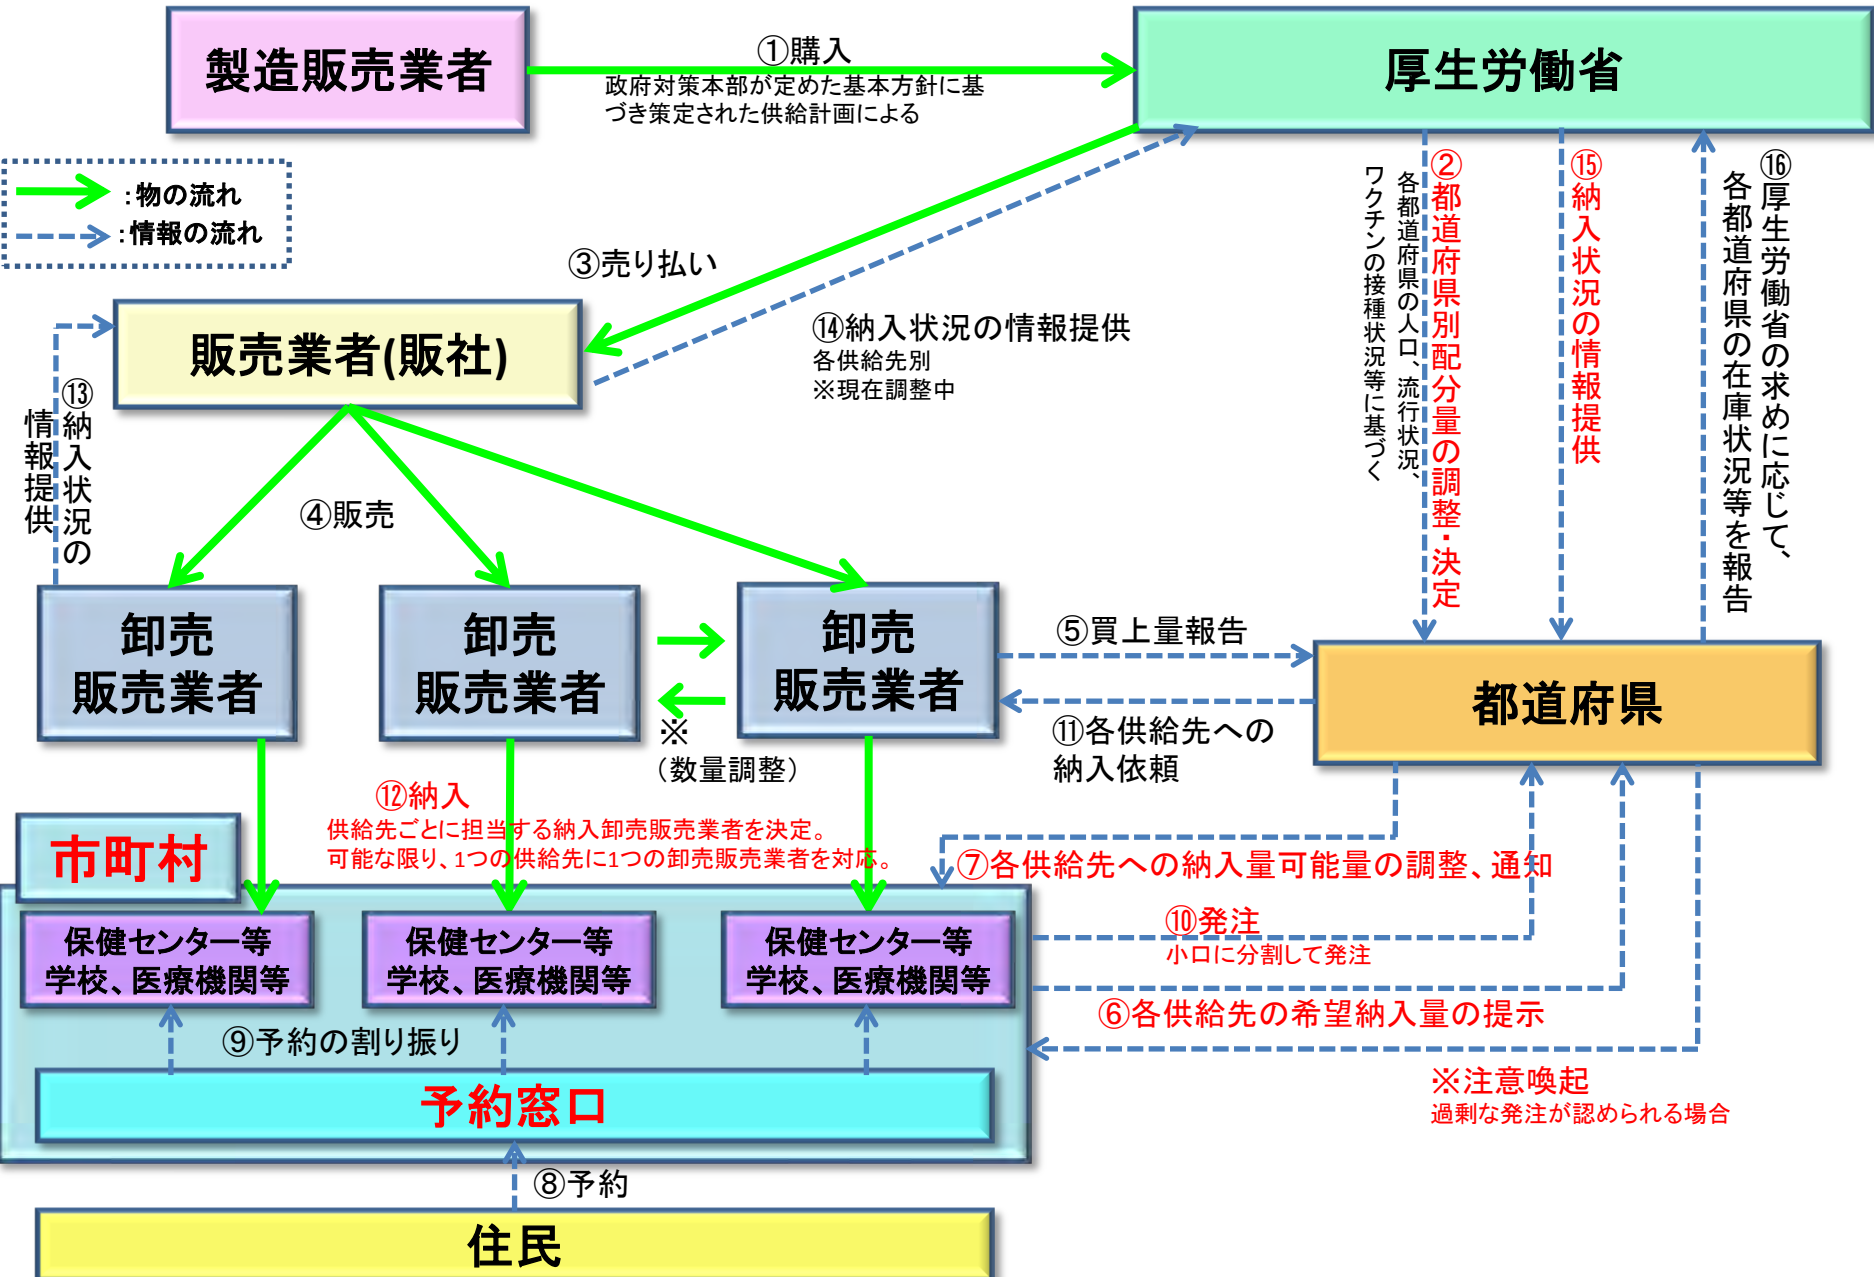 製造販売業者
①購入
政府対策本部が定めた基本方針に基
づき策定された供給計画による
厚生労働省
:物の流れ
:情報の流れ
③売り払い
②都道府県別配分量の調整・決定
各都道府県の人口、流行状況、
ワクチンの接種状況等に基づく
⑮納入状況の情報提供
⑯厚生労働省の求めに応じて、
各都道府県の在庫状況等を報告
販売業者(販社)
⑭納入状況の情報提供
各供給先別
※現在調整中
⑬納入状況の
情報提供
④販売
卸売
販売業者
卸売
販売業者
卸売
販売業者
※
(数量調整)
⑤買上量報告
⑪各供給先への
納入依頼
都道府県
⑫納入
供給先ごとに担当する納入卸売販売業者を決定。
可能な限り、1つの供給先に1つの卸売販売業者を対応。
市町村
⑦各供給先への納入量可能量の調整、通知
保健センター等
学校、医療機関等
保健センター等
学校、医療機関等
保健センター等
学校、医療機関等
⑩発注
小口に分割して発注
⑥各供給先の希望納入量の提示
⑨予約の割り振り
予約窓口
※注意喚起
過剰な発注が認められる場合
⑧予約
住民